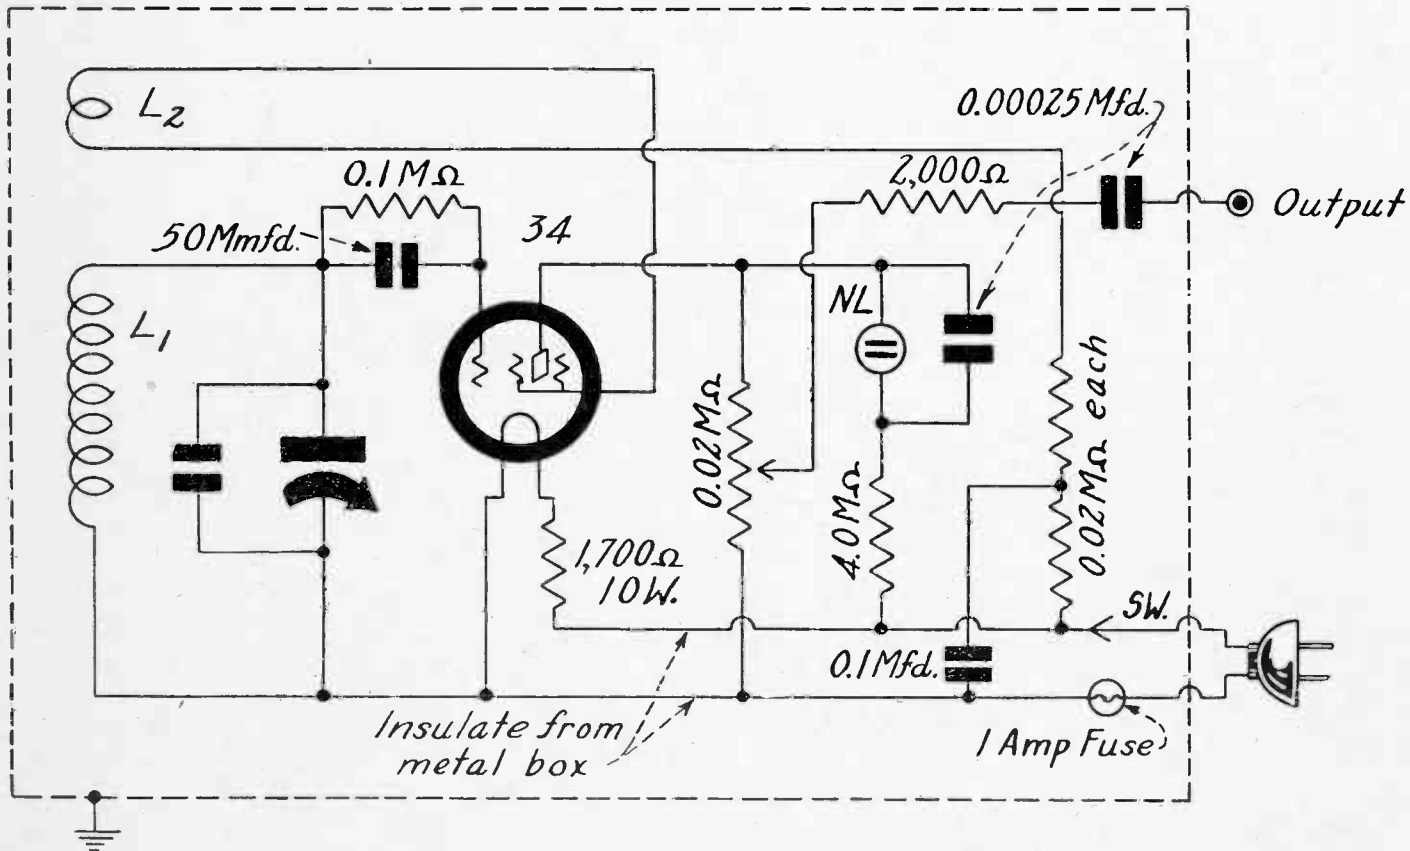 L2
0.00025 Mfd.
0.1 MΩ
2,000Ω
Output
50 Mmfd.
34
NL
L1
0.02 MΩ each
0.02 MΩ
4.0 MΩ
1,700Ω
10 W.
SW.
0.1 Mfd.
Insulate from
metal box
1 Amp Fuse